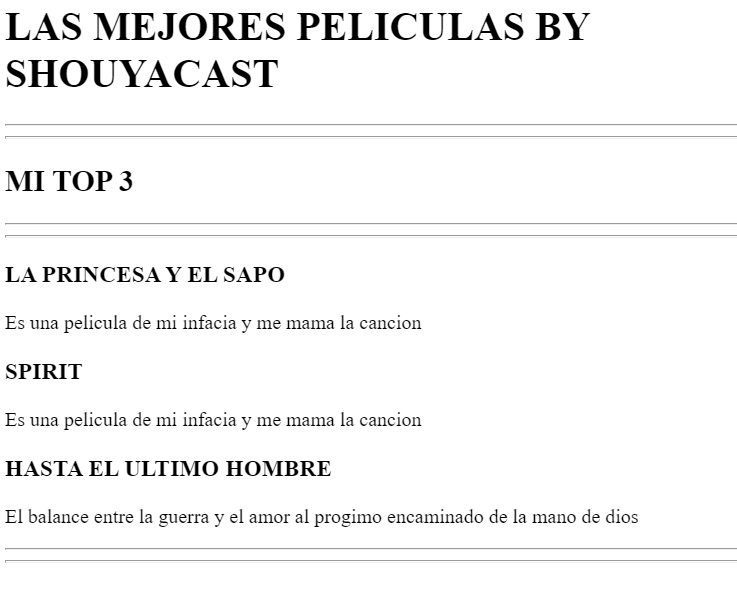 LAS MEJORES PELICULAS BY
SHOUYACAST
MI TOP 3
LA PRINCESA Y EL SAPO
Es una pelicula de mi infacia y me mama la cancion
SPIRIT
Es una pelicula de mi infacia y me mama la cancion
HASTA EL ULTIMO HOMBRE
El balance entre la guerra y el amor al progimo encaminado de la mano de dios